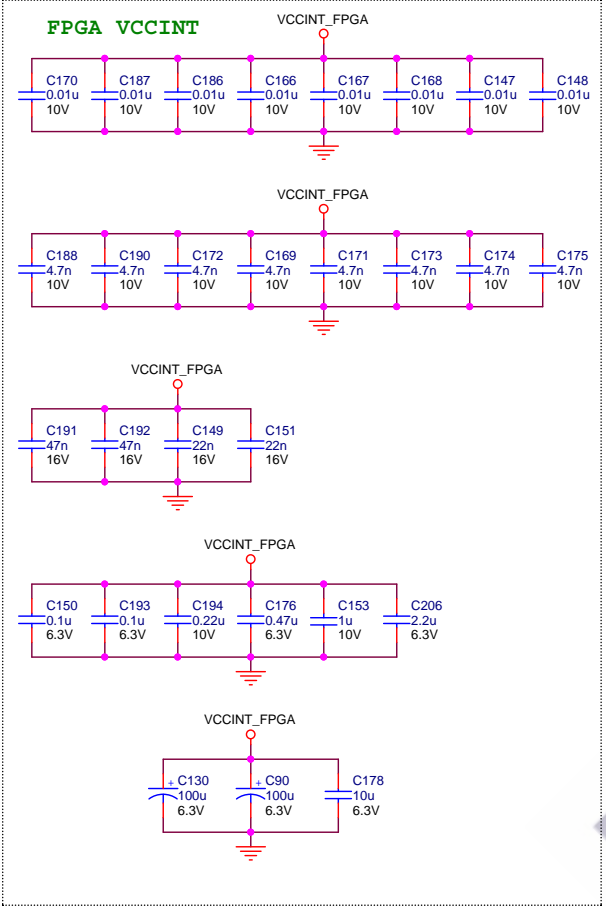 FPGA VCCINT
VCCINT_FPGA
C170 C187 C186 C166 C167 C168 C147 C148
0.01u 0.01u 0.01u 0.01u 0.01u 0.01u 0.01u 0.01u
10V 10V 10V 10V 10V 10V 10V 10V
VCCINT_FPGA
C188 C190 C172 C169 C171 C173 C174 C175
4.7n 4.7n 4.7n 4.7n 4.7n 4.7n 4.7n 4.7n
10V 10V 10V 10V 10V 10V 10V 10V
VCCINT_FPGA
C191 C192 C149 C151
47n 47n 22n 22n
16V 16V 16V 16V
VCCINT_FPGA
C150 C193 C194 C176 C153 C206
0.1u 0.1u 0.22u 0.47u 1u 2.2u
6.3V 6.3V 10V 6.3V 10V 6.3V
VCCINT_FPGA
+ C130 + C90 C178
100u 100u 10u
6.3V 6.3V 6.3V